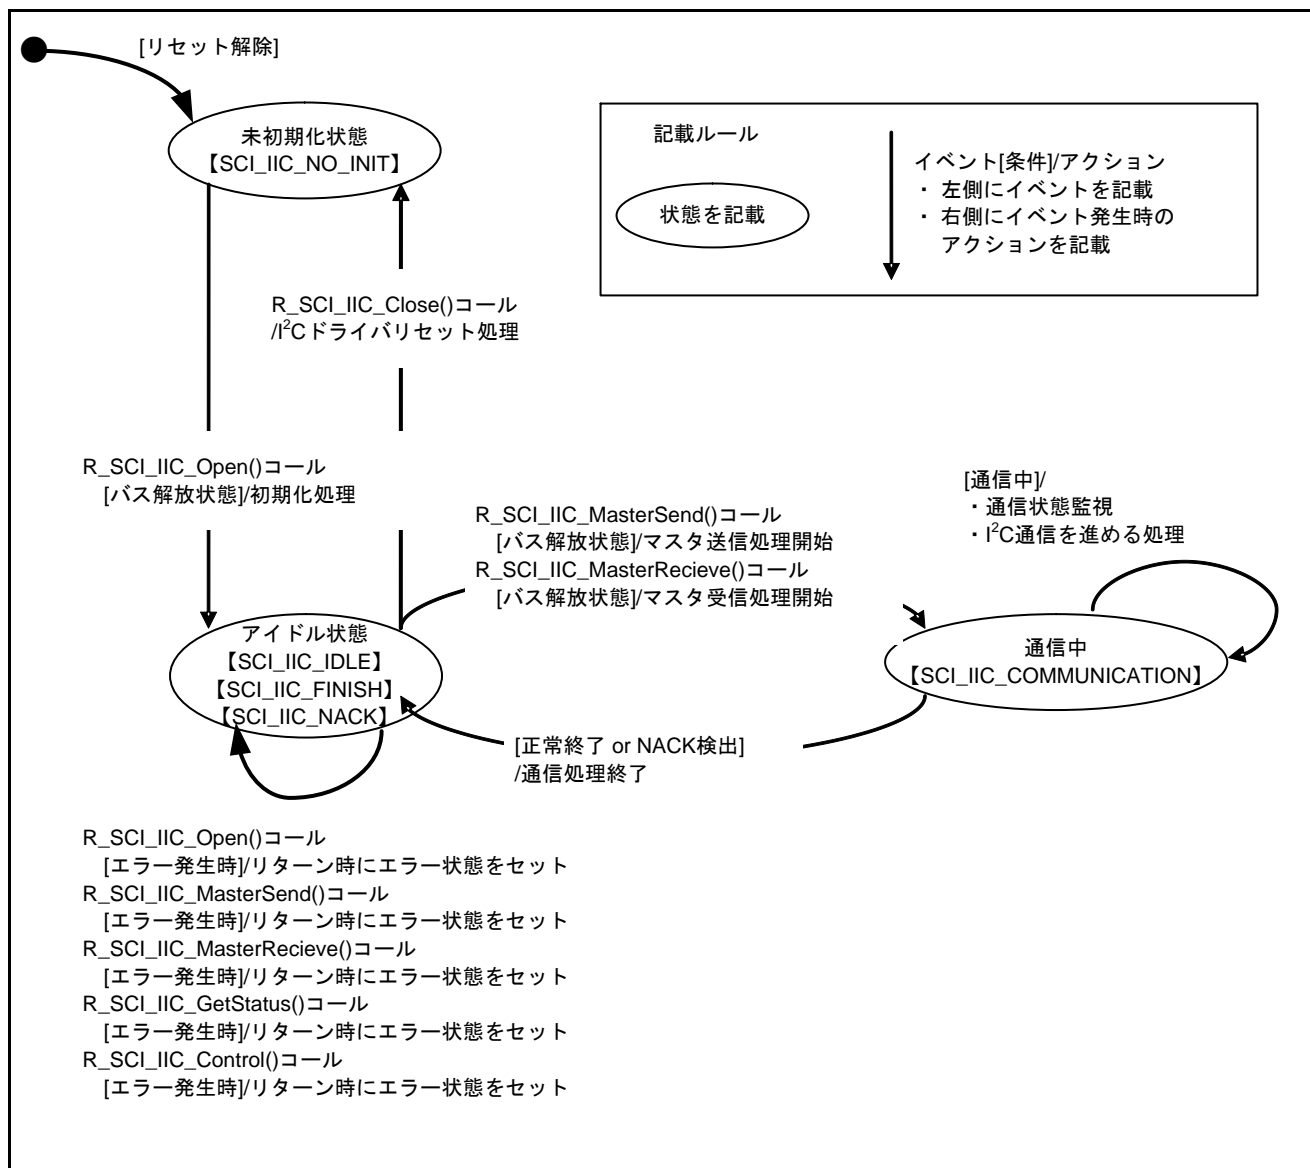 [リセット解除]
未初期化状態
【SCI_IIC_NO_INIT】
記載ルール
状態を記載
イベント[条件]/アクション
・ 左側にイベントを記載
・ 右側にイベント発生時の
アクションを記載
R_SCI_IIC_Close()コール
/I²Cドライバリセット処理
R_SCI_IIC_Open()コール
[バス解放状態]/初期化処理
R_SCI_IIC_MasterSend()コール
[バス解放状態]/マスタ送信処理開始
R_SCI_IIC_MasterRecieve()コール
[バス解放状態]/マスタ受信処理開始
[通信中]/
・通信状態監視
・I²C通信を進める処理
アイドル状態
【SCI_IIC_IDLE】
【SCI_IIC_FINISH】
【SCI_IIC_NACK】
通信中
【SCI_IIC_COMMUNICATION】
[正常終了 or NACK検出]
/通信処理終了
R_SCI_IIC_Open()コール
[エラー発生時]/リターン時にエラー状態をセット
R_SCI_IIC_MasterSend()コール
[エラー発生時]/リターン時にエラー状態をセット
R_SCI_IIC_MasterRecieve()コール
[エラー発生時]/リターン時にエラー状態をセット
R_SCI_IIC_GetStatus()コール
[エラー発生時]/リターン時にエラー状態をセット
R_SCI_IIC_Control()コール
[エラー発生時]/リターン時にエラー状態をセット